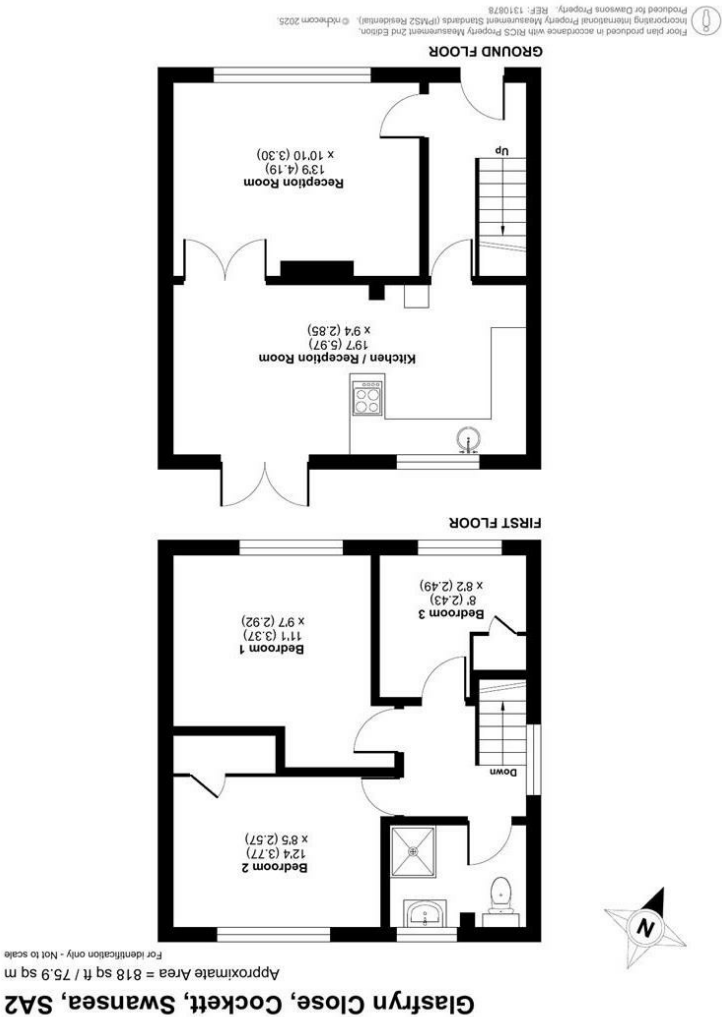 Glasfryn Close, Cockett, Swansea, SA2
Approximate Area = 818 sq ft / 75.9 sq m
For identification only - Not to scale
N
Bedroom 2
12'4 (3.77)
x 8'5 (2.57)
Down
Bedroom 1
11'1 (3.37)
x 9'7 (2.92)
Bedroom 3
8' (2.43)
x 8'2 (2.49)
FIRST FLOOR
Kitchen / Reception Room
19'7 (5.97)
x 9'4 (2.85)
Up
Reception Room
13'9 (4.19)
x 10'10 (3.30)
GROUND FLOOR
Floor plan produced in accordance with RICS Property Measurement 2nd Edition.
Incorporating International Property Measurement Standards (IPMS2 Residential). © nichecom 2025.
Produced for Dawsons Property. REF: 1310878